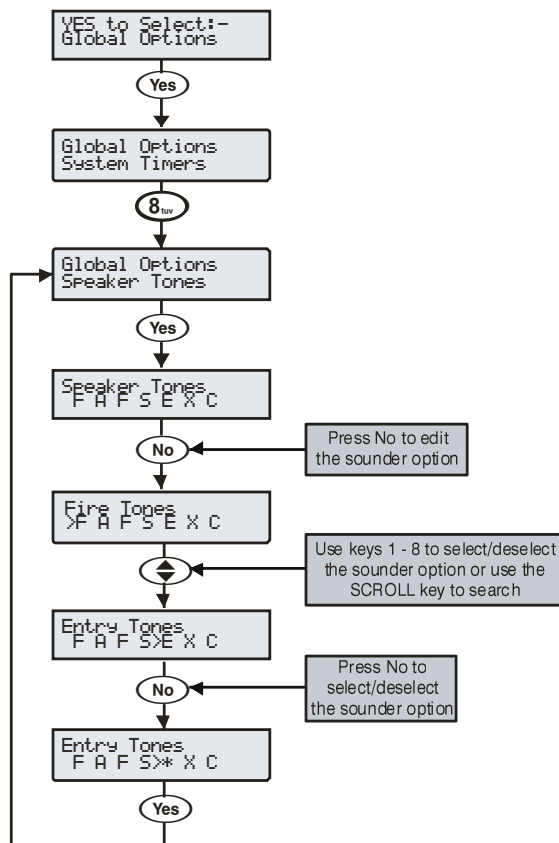 YES to Select:-
Global Options
Yes
Global Options
System Timers
8tuv
Global Options
Speaker Tones
Yes
Speaker Tones
F A F S E X C
No
Press No to edit
the sounder option
Fire Tones
>F A F S E X C
Use keys 1 - 8 to select/deselect
the sounder option or use the
SCROLL key to search
Entry Tones
F A F S>E X C
No
Press No to
select/deselect
the sounder option
Entry Tones
F A F S>* X C
Yes